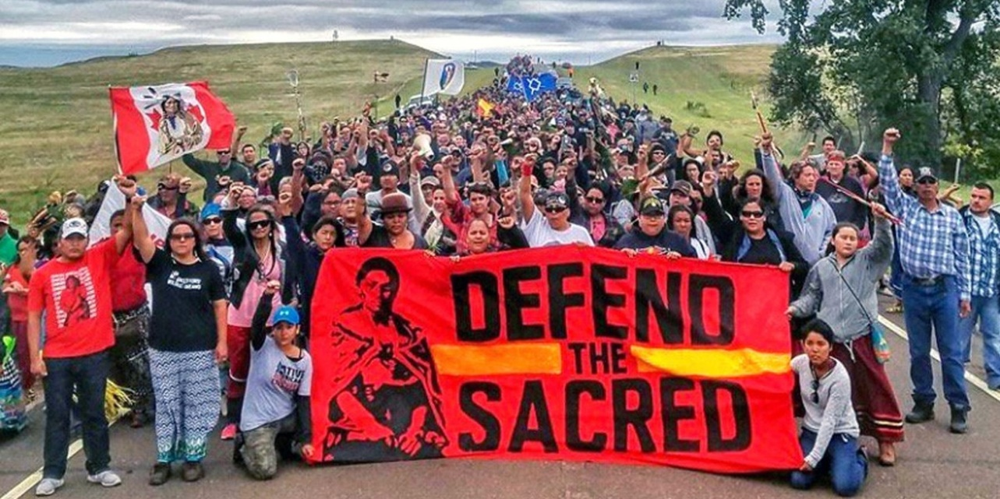 DEFEND
THE
SACRED